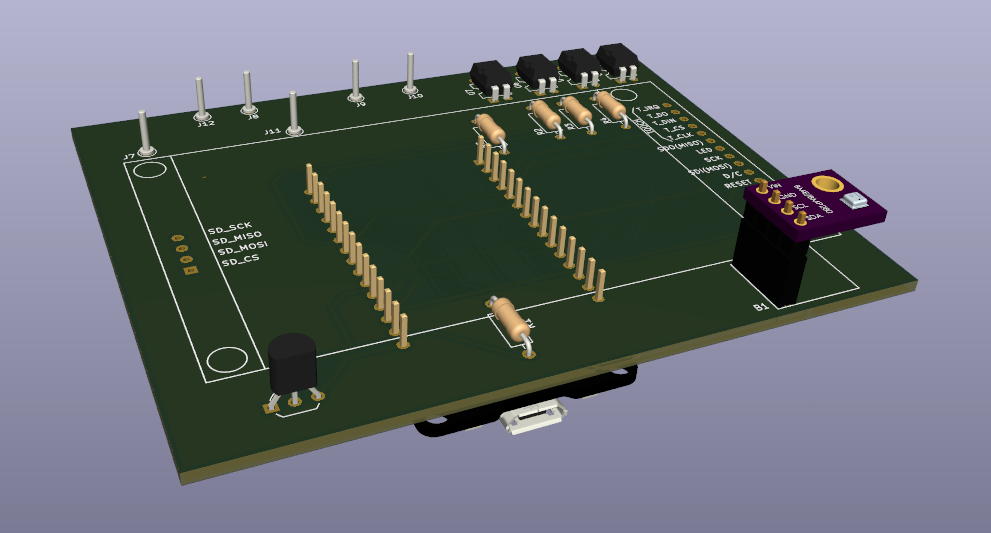 J12
J8
J9
J10
J11
J7
T_IRQ
T_DO
T_DIN
T_CS
T_CLK
SDO(MISO)
LED
SCK
SDI(MOSI)
D/C
RESET
VIN
GND
SCL
SDA
SD_SCK
SD_MISO
SD_MOSI
SD_CS
B1